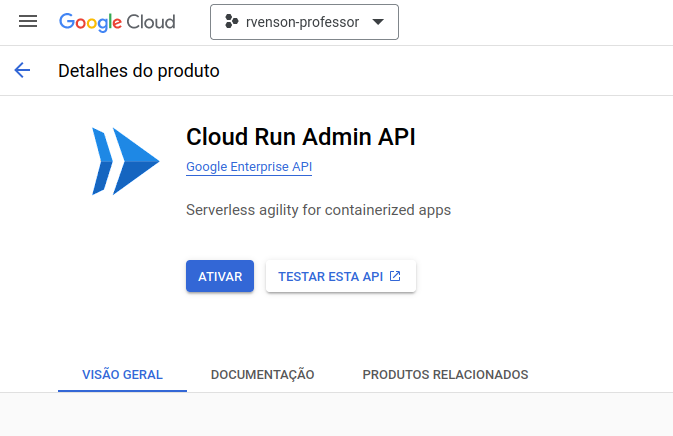 Google Cloud
rvenson-professor
Detalhes do produto
Cloud Run Admin API
Google Enterprise API
Serverless agility for containerized apps
ATIVAR
TESTAR ESTA API
VISÃO GERAL
DOCUMENTAÇÃO
PRODUTOS RELACIONADOS